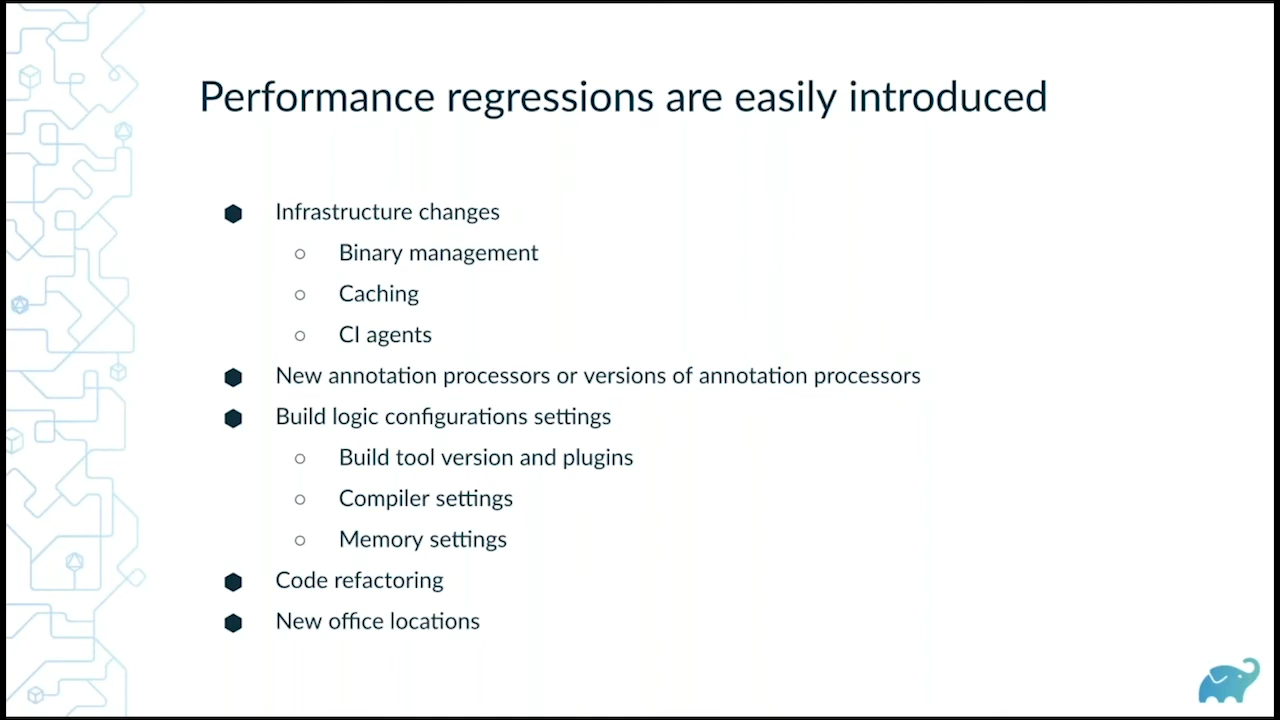 Performance regressions are easily introduced
Infrastructure changes
Binary management
Caching
CI agents
New annotation processors or versions of annotation processors
Build logic configurations settings
Build tool version and plugins
Compiler settings
Memory settings
Code refactoring
New office locations